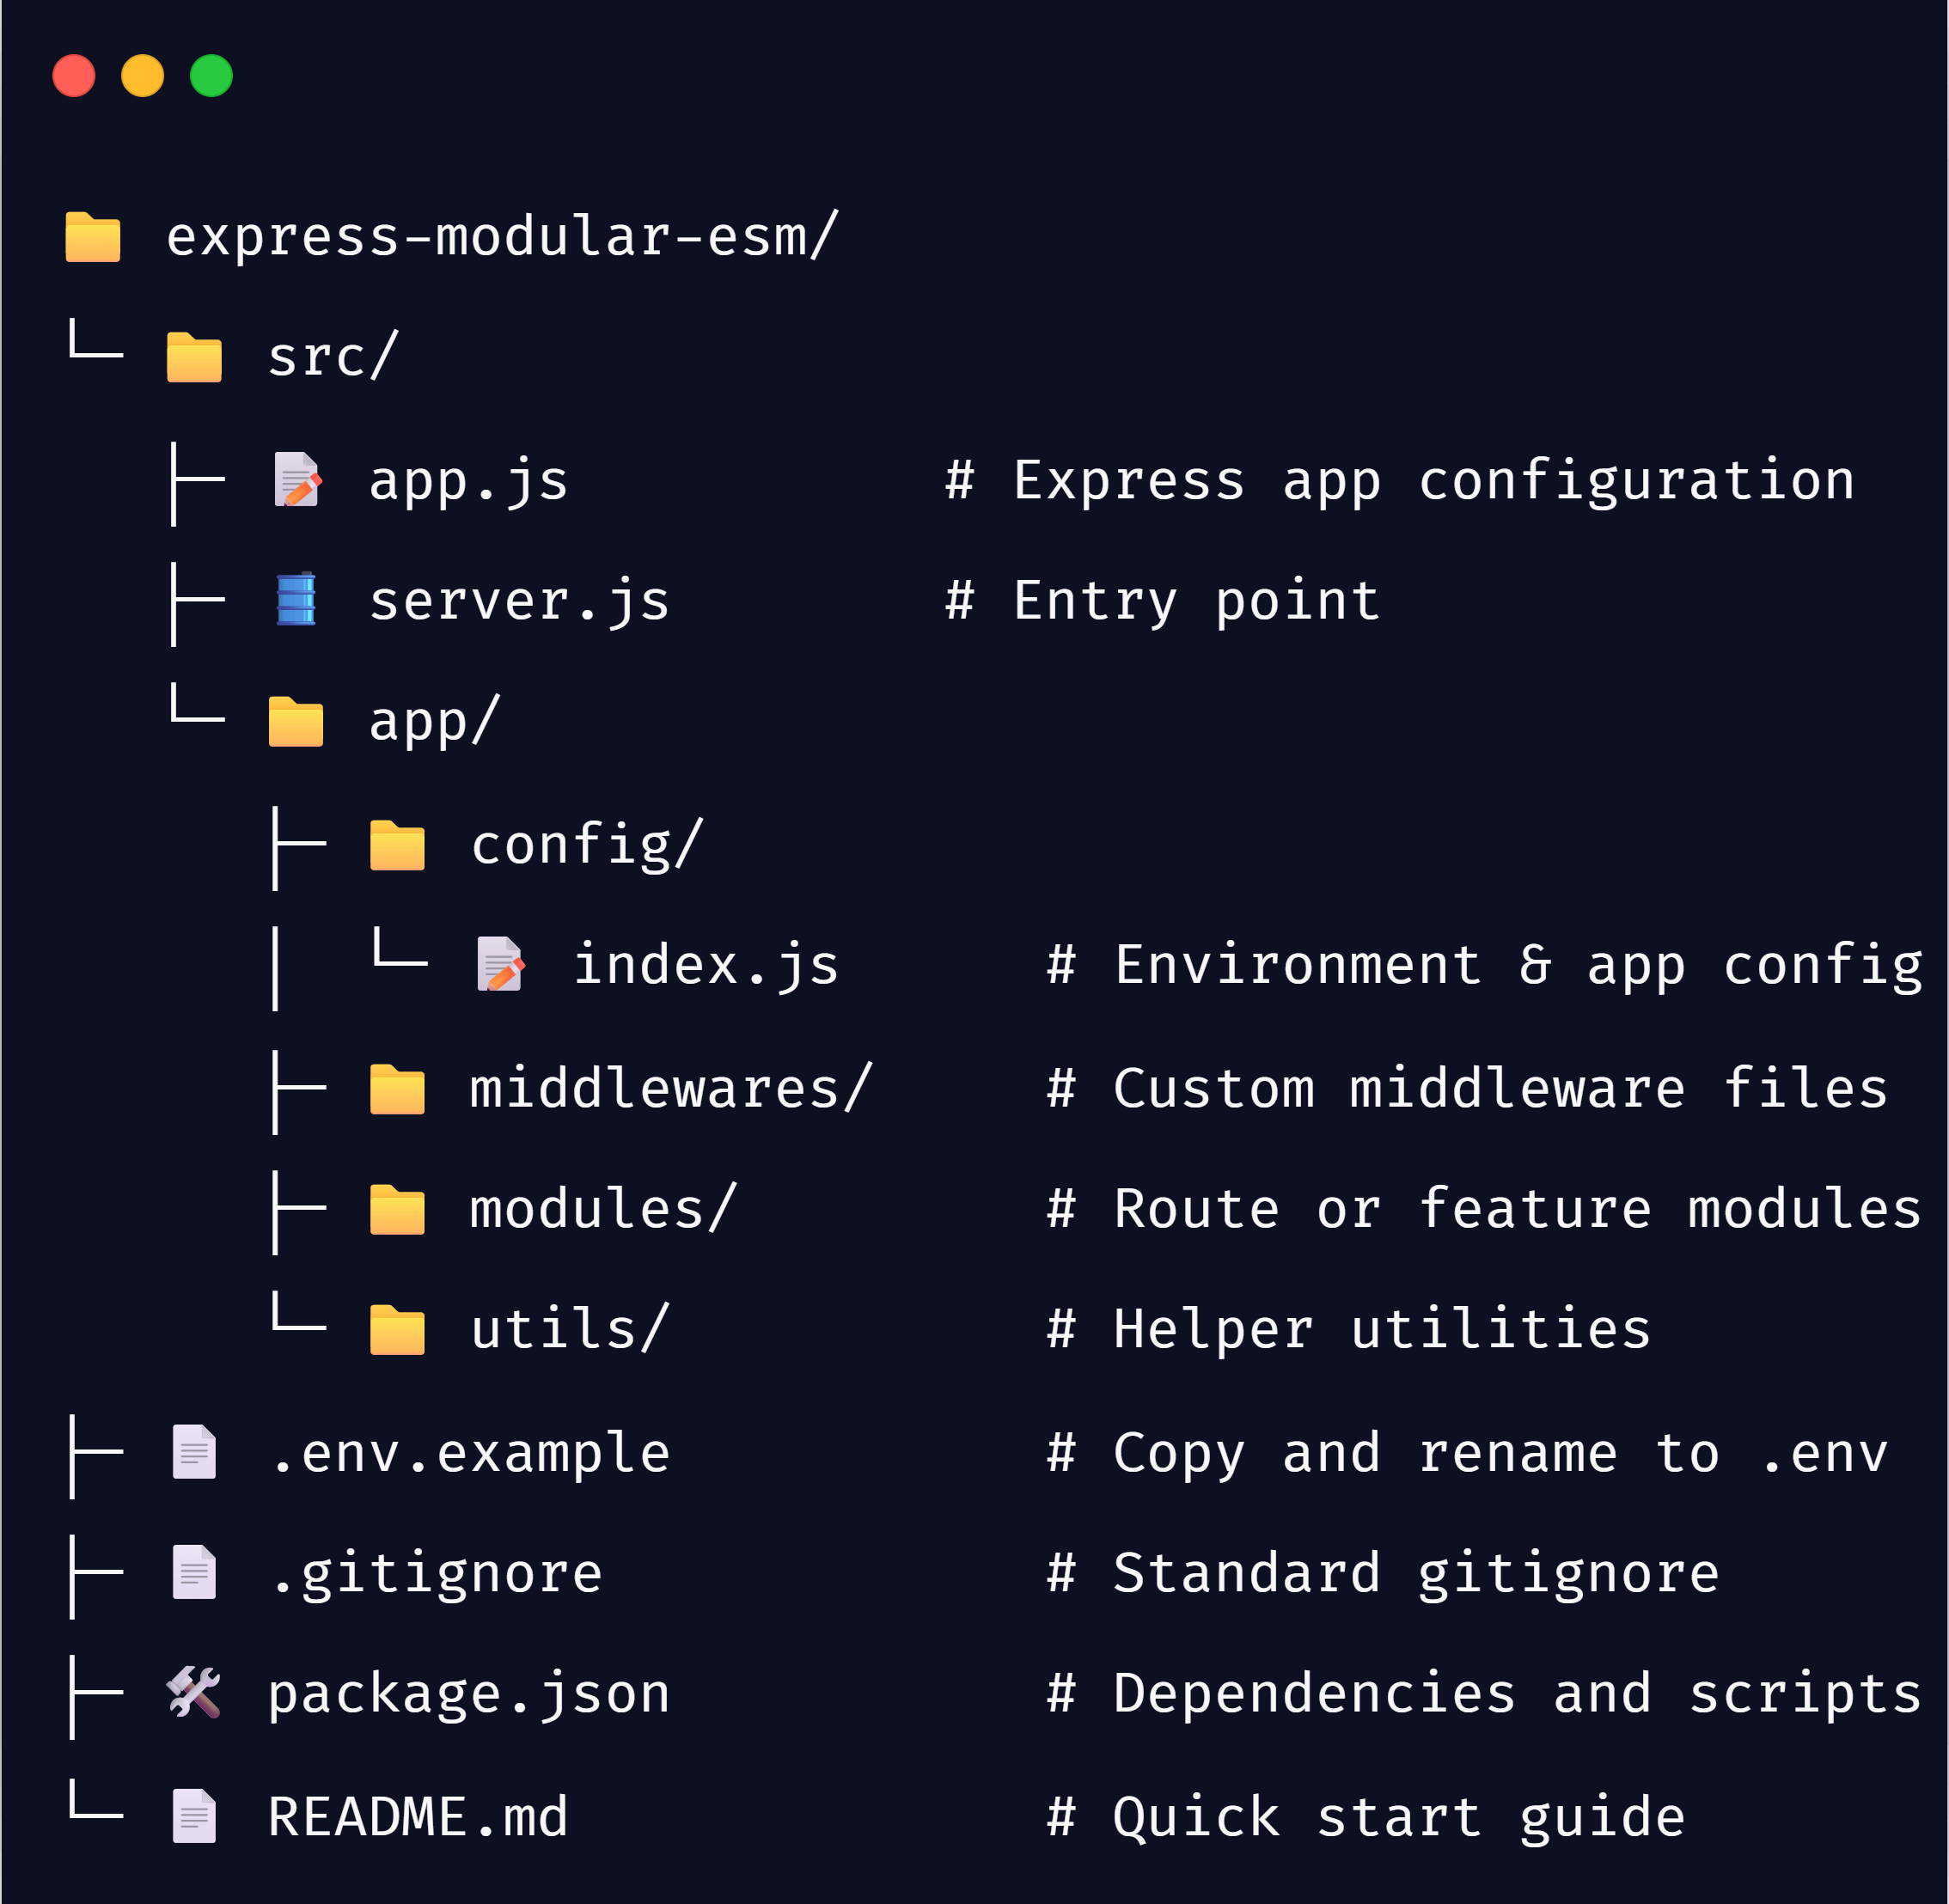 express-modular-esm/
└─ src/
├─ app.js # Express app configuration
├─ server.js # Entry point
└─ app/
├─ config/
│ └─ index.js # Environment & app config
├─ middlewares/ # Custom middleware files
├─ modules/ # Route or feature modules
└─ utils/ # Helper utilities
├─ .env.example # Copy and rename to .env
├─ .gitignore # Standard gitignore
├─ package.json # Dependencies and scripts
└─ README.md # Quick start guide